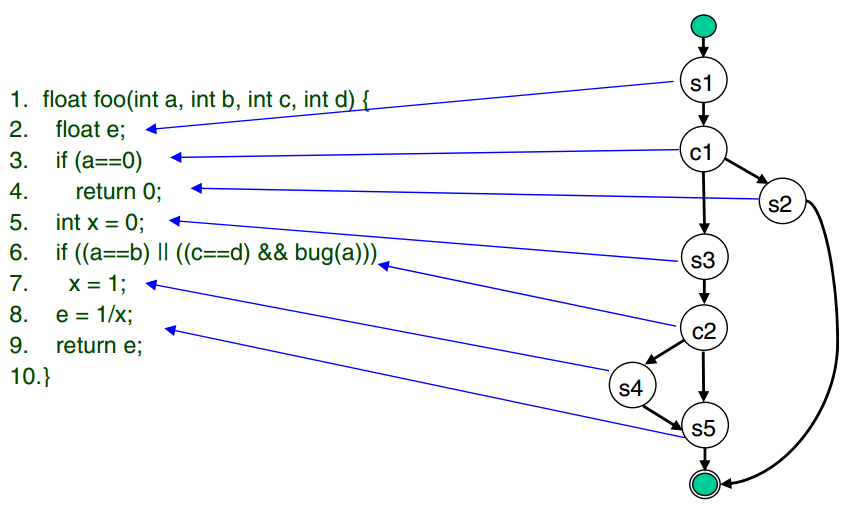 1. float foo(int a, int b, int c, int d) {
2. float e;
3. if (a==0)
4. return 0;
5. int x = 0;
6. if ((a==b) || ((c==d) && bug(a)))
7. x = 1;
8. e = 1/x;
9. return e;
10.}
s1
c1
s2
s3
c2
s4
s5